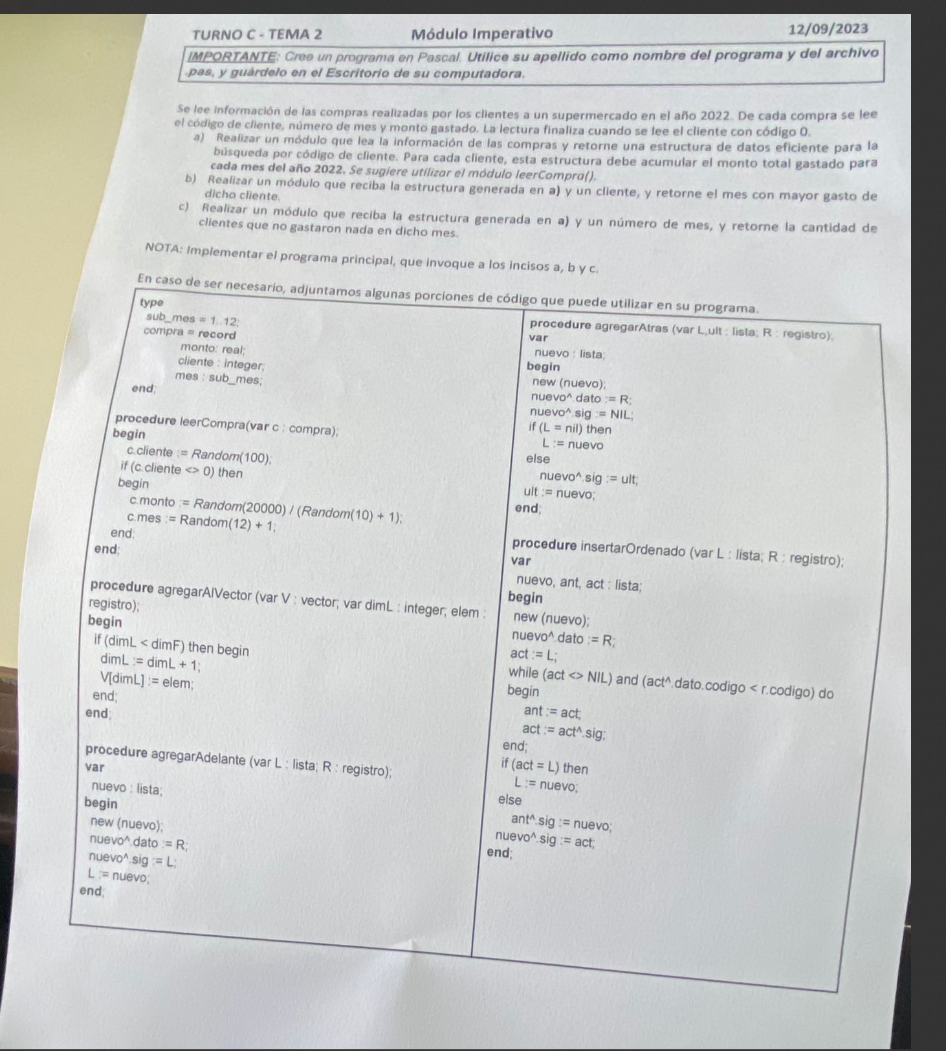 TURNO C - TEMA 2 Módulo Imperativo 12/09/2023
IMPORTANTE: Cree un programa en Pascal. Utilice su apellido como nombre del programa y del archivo
.pas, y guárdelo en el Escritorio de su computadora.
Se lee información de las compras realizadas por los clientes a un supermercado en el año 2022. De cada compra se lee
el código de cliente, número de mes y monto gastado. La lectura finaliza cuando se lee el cliente con código 0.
a) Realizar un módulo que lea la información de las compras y retorne una estructura de datos eficiente para la
búsqueda por código de cliente. Para cada cliente, esta estructura debe acumular el monto total gastado para
cada mes del año 2022. Se sugiere utilizar el módulo leerCompra().
b) Realizar un módulo que reciba la estructura generada en a) y un cliente, y retorne el mes con mayor gasto de
dicho cliente.
c) Realizar un módulo que reciba la estructura generada en a) y un número de mes, y retorne la cantidad de
clientes que no gastaron nada en dicho mes.
NOTA: Implementar el programa principal, que invoque a los incisos a, b y c.
En caso de ser necesario, adjuntamos algunas porciones de código que puede utilizar en su programa.
type
sub_mes = 1..12;
compra = record
monto: real;
cliente : integer;
mes : sub_mes;
end;
procedure leerCompra(var c : compra);
begin
c.cliente := Random(100);
if (c.cliente <> 0) then
begin
c.monto := Random(20000) / (Random(10) + 1);
c.mes := Random(12) + 1;
end;
end;
procedure agregarAlVector (var V : vector; var dimL : integer; elem :
registro);
begin
if (dimL < dimF) then begin
dimL := dimL + 1;
V[dimL] := elem;
end;
end;
procedure agregarAdelante (var L : lista; R : registro);
var
nuevo : lista;
begin
new (nuevo);
nuevo^.dato := R;
nuevo^.sig := L;
L := nuevo;
end;
procedure agregarAtras (var L,ult : lista; R : registro);
var
nuevo : lista;
begin
new (nuevo);
nuevo^.dato := R;
nuevo^.sig := NIL;
if (L = nil) then
L := nuevo
else
nuevo^.sig := ult;
ult := nuevo;
end;
procedure insertarOrdenado (var L : lista; R : registro);
var
nuevo, ant, act : lista;
begin
new (nuevo);
nuevo^.dato := R;
act := L;
while (act <> NIL) and (act^.dato.codigo < r.codigo) do
begin
ant := act;
act := act^.sig;
end;
if (act = L) then
L := nuevo;
else
ant^.sig := nuevo;
nuevo^.sig := act;
end;